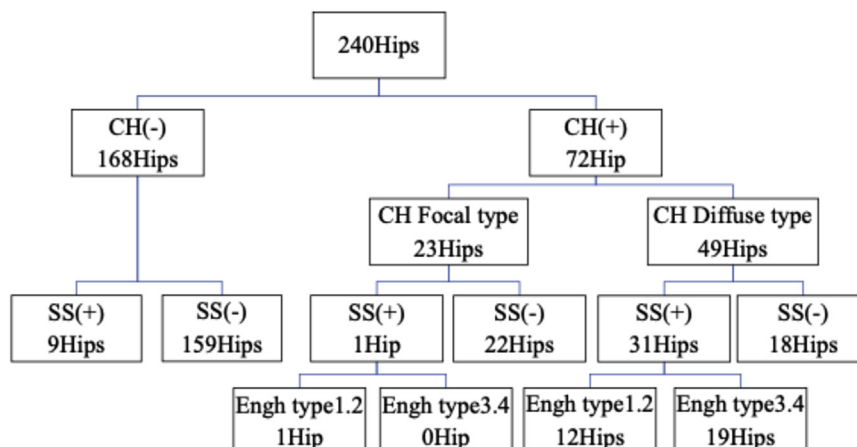 240Hips
CH(-)
168Hips
CH(+)
72Hip
CH Focal type
23Hips
CH Diffuse type
49Hips
SS(+)
9Hips
SS(-)
159Hips
SS(+)
1Hip
SS(-)
22Hips
SS(+)
31Hips
SS(-)
18Hips
Engh type1.2
1Hip
Engh type3.4
0Hip
Engh type1.2
12Hips
Engh type3.4
19Hips